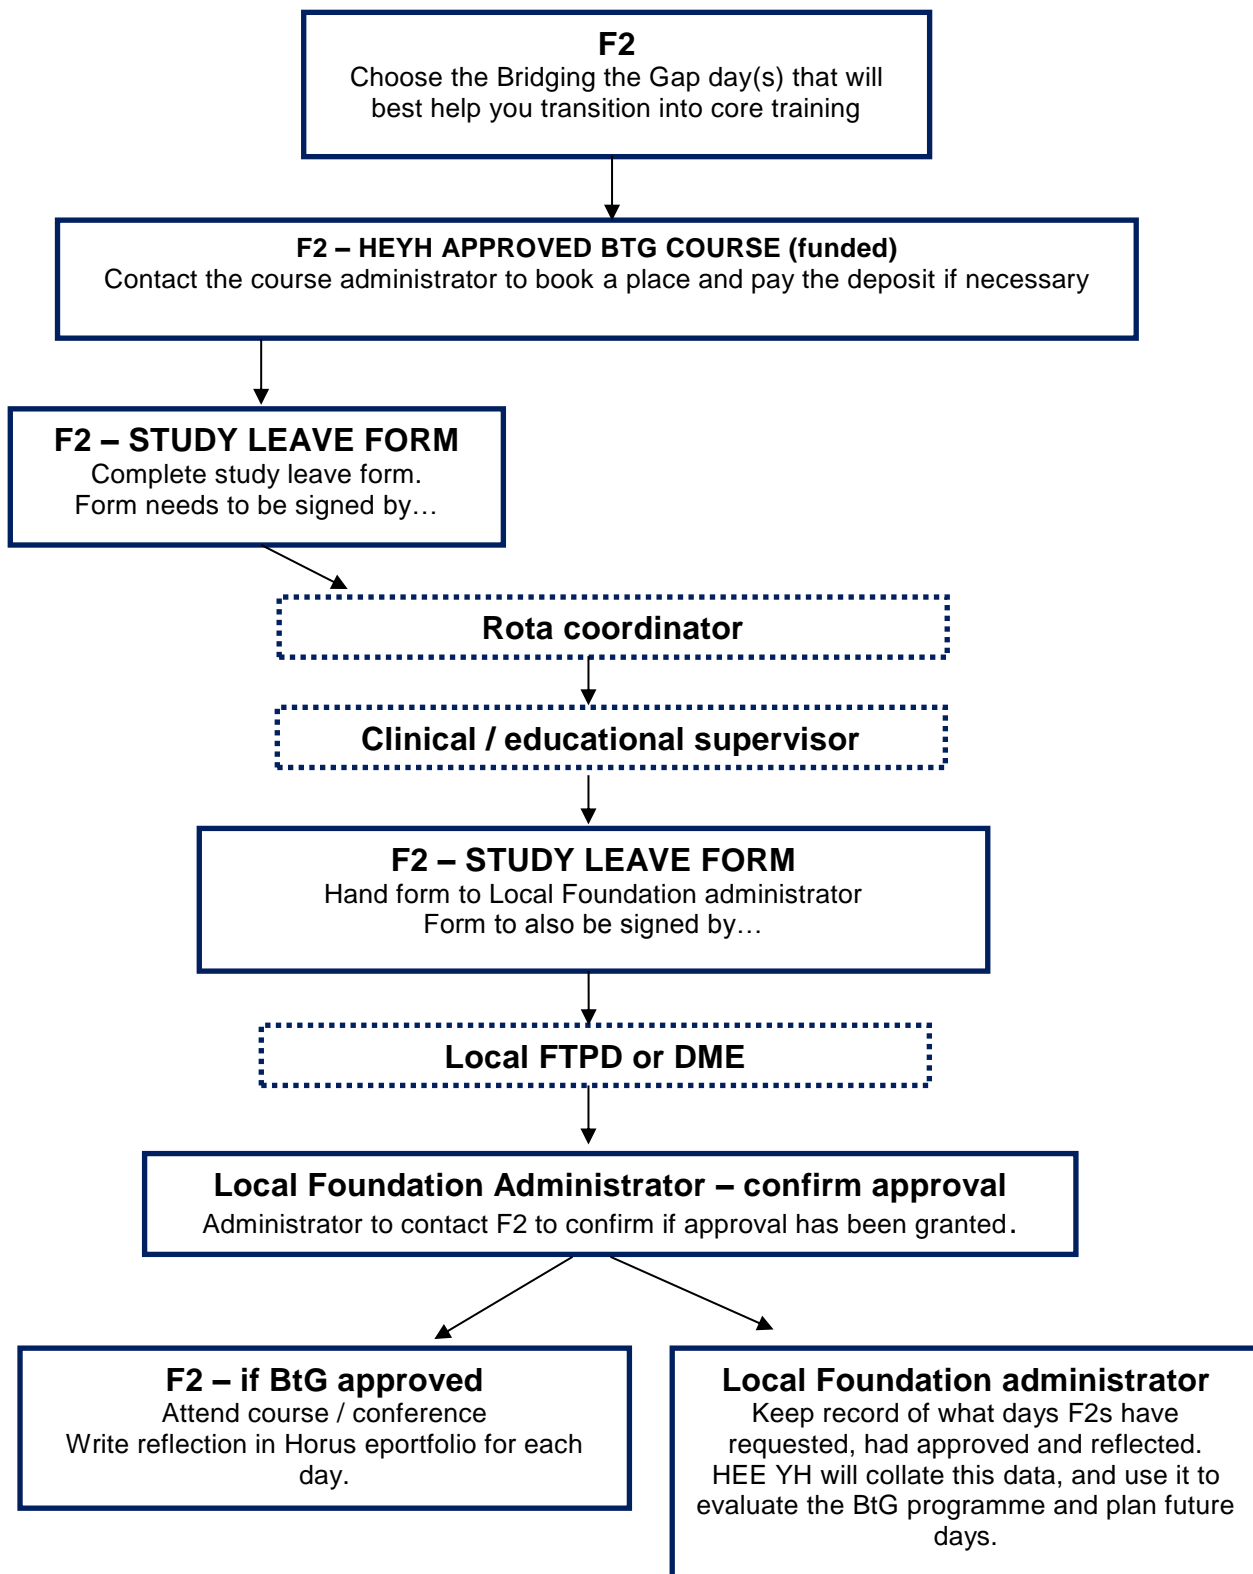 F2
Choose the Bridging the Gap day(s) that will
best help you transition into core training
F2 – HEYH APPROVED BTG COURSE (funded)
Contact the course administrator to book a place and pay the deposit if necessary
F2 – STUDY LEAVE FORM
Complete study leave form.
Form needs to be signed by…
Rota coordinator
Clinical / educational supervisor
F2 – STUDY LEAVE FORM
Hand form to Local Foundation administrator
Form to also be signed by…
Local FTPD or DME
Local Foundation Administrator – confirm approval
Administrator to contact F2 to confirm if approval has been granted.
F2 – if BtG approved
Attend course / conference
Write reflection in Horus eportfolio for each
day.
Local Foundation administrator
Keep record of what days F2s have
requested, had approved and reflected.
HEE YH will collate this data, and use it to
evaluate the BtG programme and plan future
days.